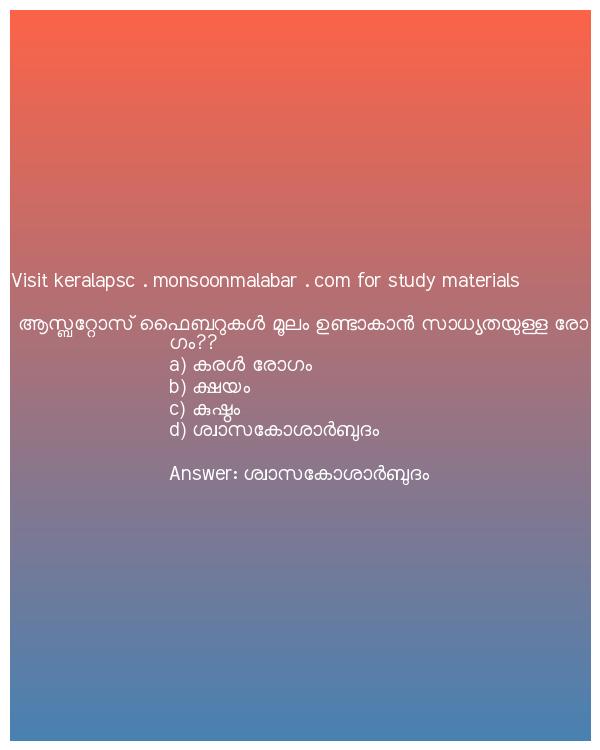 Visit keralapsc . monsoonmalabar . com for study materials
ആസ്ബറ്റോസ് ഫൈബറുകൾ മൂലം ഉണ്ടാകാൻ സാധ്യതയുള്ള രോ
ഗം??
a) കരൾ രോഗം
b) ക്ഷയം
c) കുഷ്ഠം
d) ശ്വാസകോശാർബുദം
Answer: ശ്വാസകോശാർബുദം